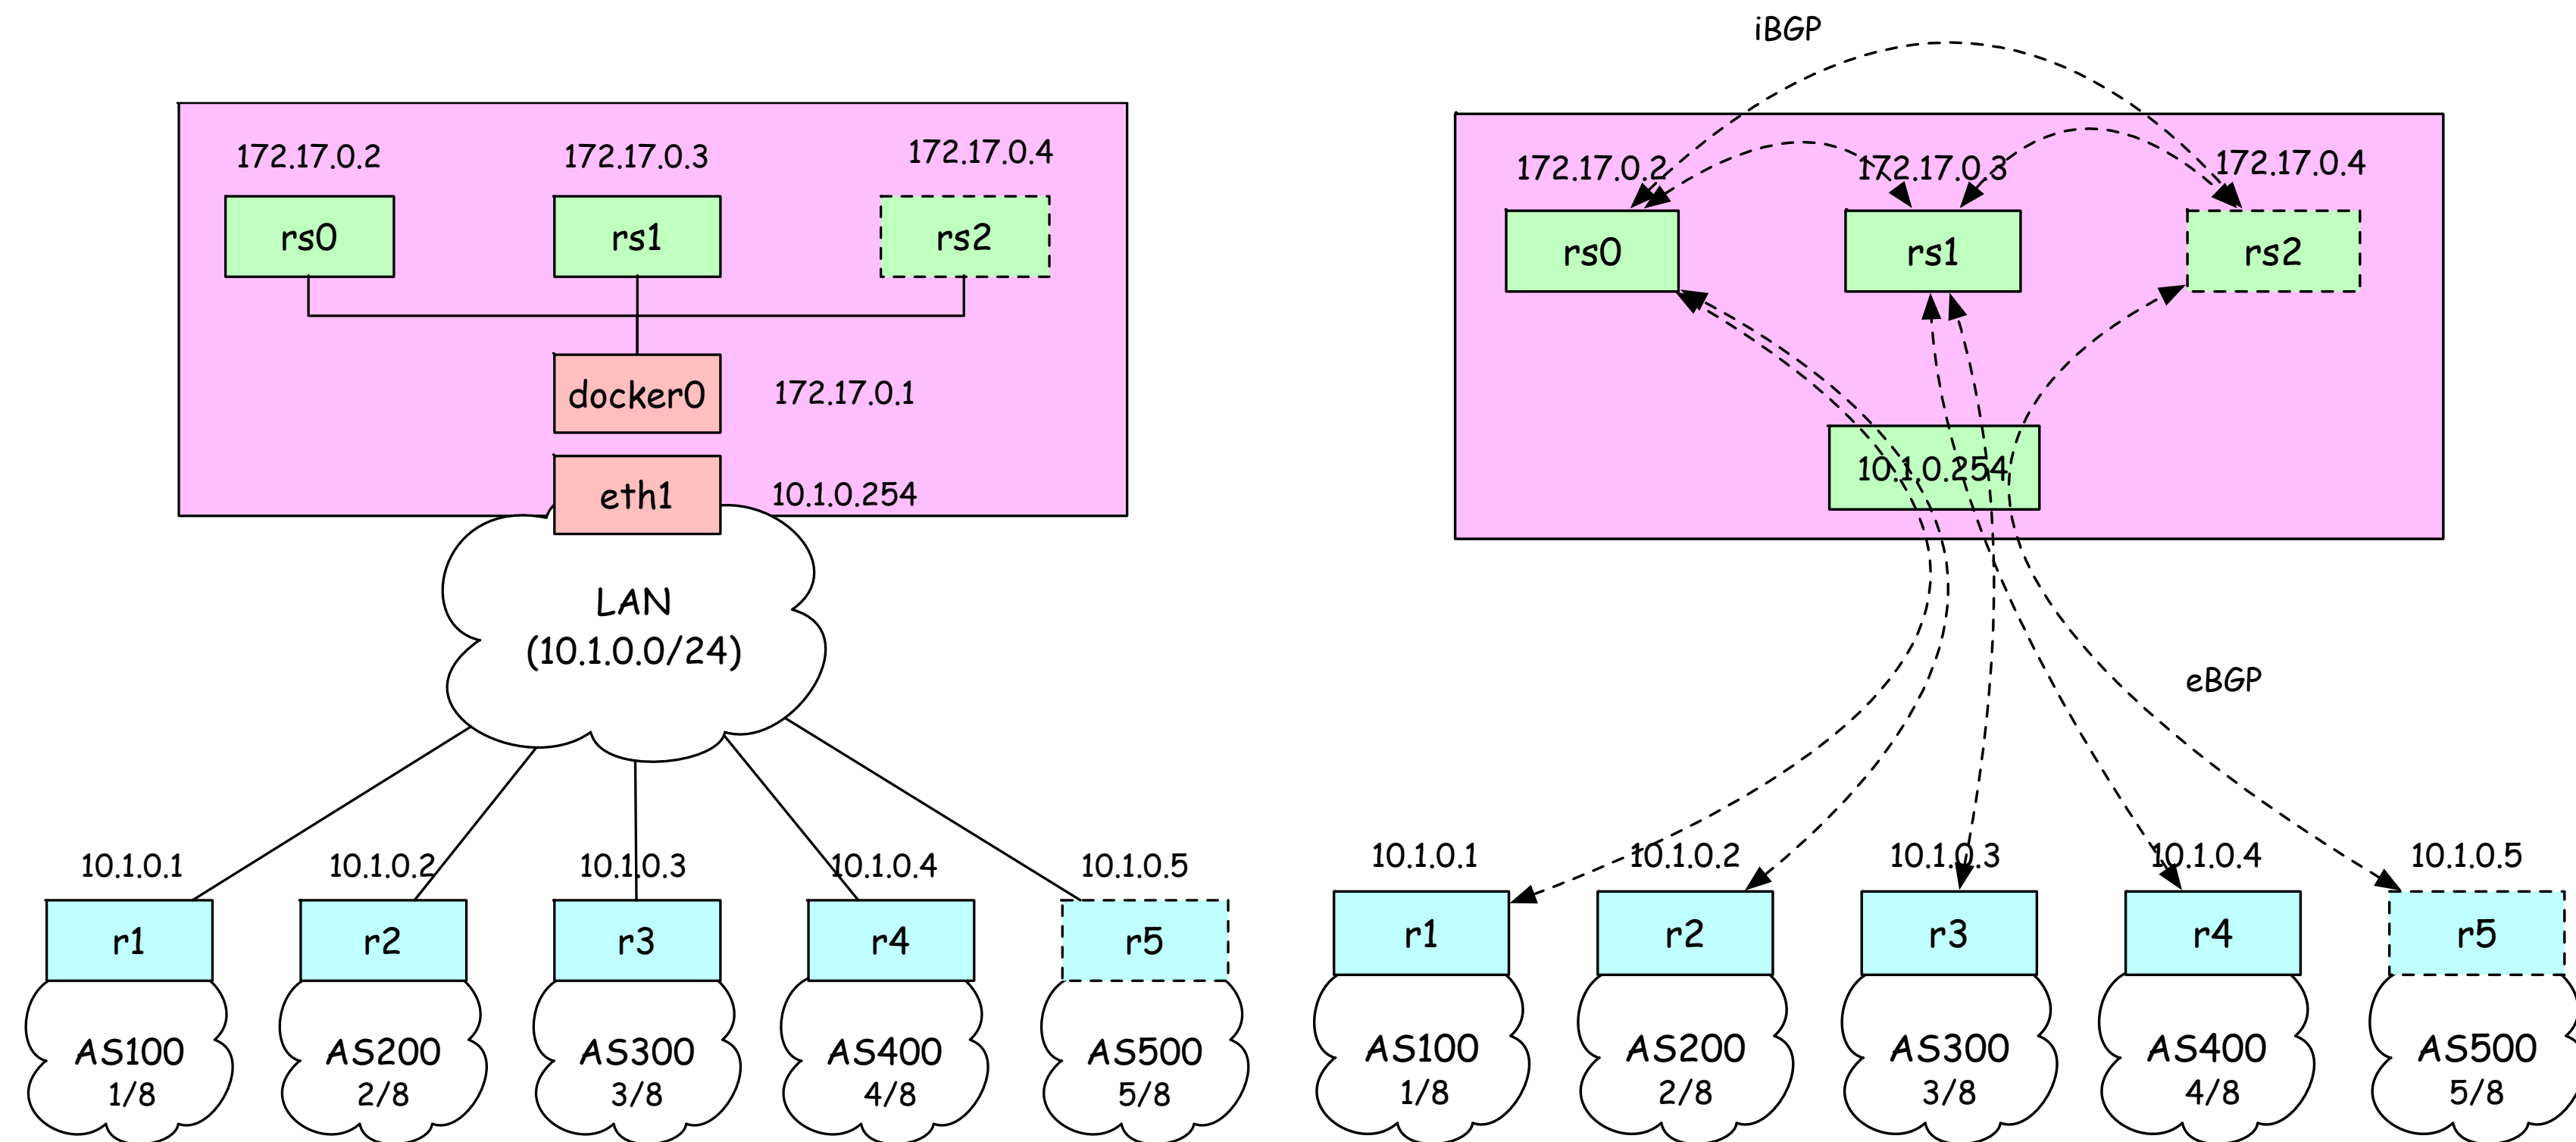 172.17.0.2
172.17.0.3
172.17.0.4
rs0
rs1
rs2
docker0
172.17.0.1
eth1
10.1.0.254
LAN
(10.1.0.0/24)
10.1.0.1
10.1.0.2
10.1.0.3
10.1.0.4
10.1.0.5
r1
r2
r3
r4
r5
AS100
1/8
AS200
2/8
AS300
3/8
AS400
4/8
AS500
5/8
iBGP
172.17.0.2
172.17.0.3
172.17.0.4
rs0
rs1
rs2
10.1.0.254
eBGP
10.1.0.1
10.1.0.2
10.1.0.3
10.1.0.4
10.1.0.5
r1
r2
r3
r4
r5
AS100
1/8
AS200
2/8
AS300
3/8
AS400
4/8
AS500
5/8